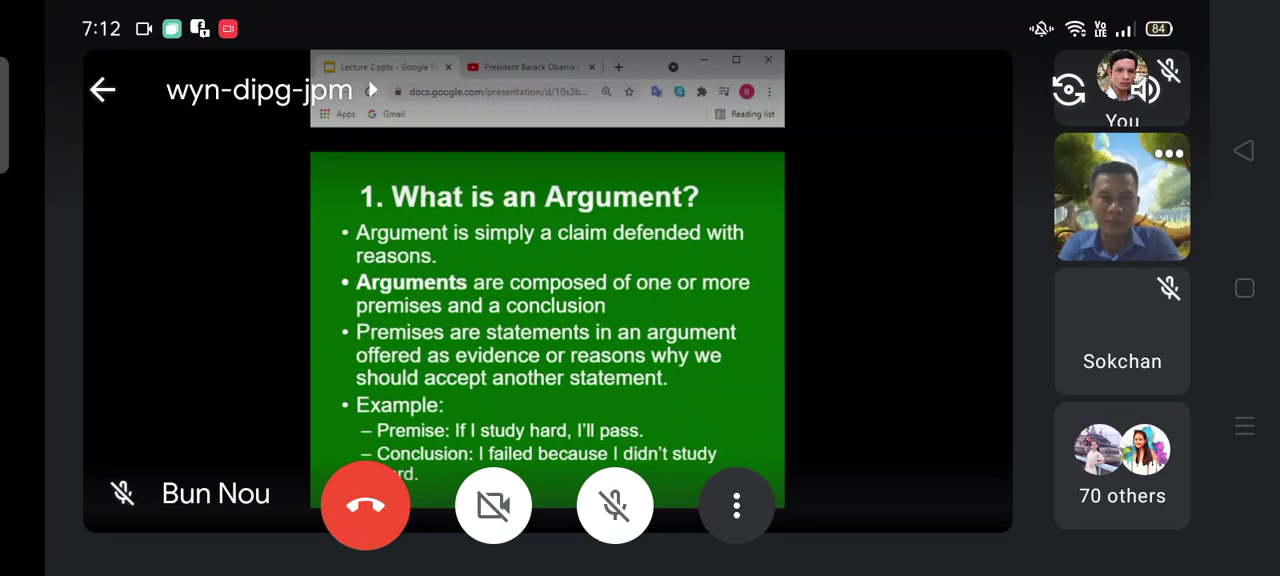 7:12
Vo LTE
84
Lecture 2.pptx - Google S
President Barack Obama's
wyn-dipg-jpm
docs.google.com/presentation/d/10s3b...
B
Apps
Gmail
Reading list
You
1. What is an Argument?
• Argument is simply a claim defended with
reasons.
• Arguments are composed of one or more
premises and a conclusion
• Premises are statements in an argument
offered as evidence or reasons why we
should accept another statement.
• Example:
– Premise: If I study hard, I'll pass.
– Conclusion: I failed because I didn't study
rd.
Bun Nou
Sokchan
70 others